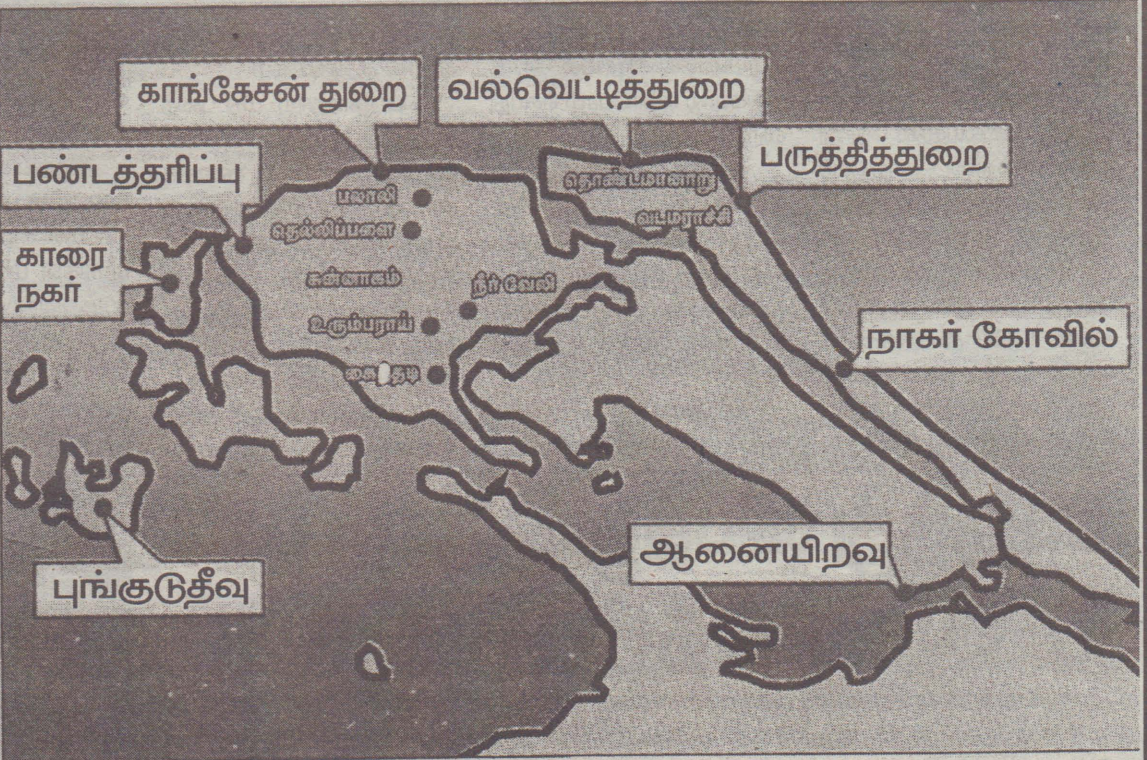 காங்கேசன் துறை
வல்வெட்டித்துறை
பருத்தித்துறை
பண்டத்தரிப்பு
தொண்டமானாறு
பலாலி
வடமராச்சி
தெல்லிப்பளை
காரை
நகர்
சுன்னாகம்
நீர் வேலி
உரும்பராய்
நாகர் கோவில்
ஆனையிறவு
புங்குடுதீவு